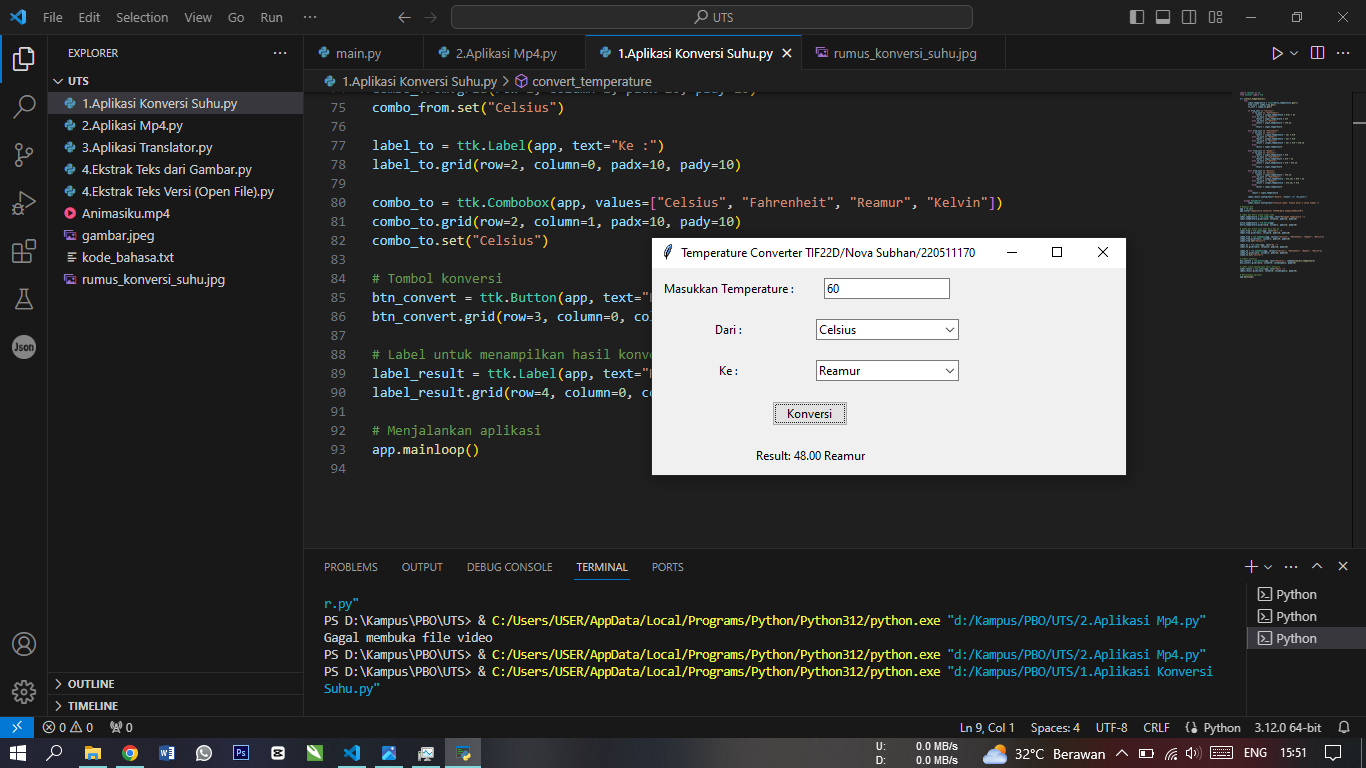 File Edit Selection View Go Run ··· UTS
EXPLORER ···
UTS
1.Aplikasi Konversi Suhu.py
2.Aplikasi Mp4.py
3.Aplikasi Translator.py
4.Ekstrak Teks dari Gambar.py
4.Ekstrak Teks Versi (Open File).py
Animasiku.mp4
gambar.jpeg
kode_bahasa.txt
rumus_konversi_suhu.jpg
OUTLINE
TIMELINE
Json
main.py 2.Aplikasi Mp4.py 1.Aplikasi Konversi Suhu.py rumus_konversi_suhu.jpg
1.Aplikasi Konversi Suhu.py > convert_temperature
75 combo_from.set("Celsius")
76
77 label_to = ttk.Label(app, text="Ke :")
78 label_to.grid(row=2, column=0, padx=10, pady=10)
79
80 combo_to = ttk.Combobox(app, values=["Celsius", "Fahrenheit", "Reamur", "Kelvin"])
81 combo_to.grid(row=2, column=1, padx=10, pady=10)
82 combo_to.set("Celsius")
83
84 # Tombol konversi
85 btn_convert = ttk.Button(app, text="
86 btn_convert.grid(row=3, column=0,
87
88 # Label untuk menampilkan hasil
89 label_result = ttk.Label(app, text="
90 label_result.grid(row=4, column=0,
91
92 # Menjalankan aplikasi
93 app.mainloop()
94
Temperature Converter TIF22D/Nova Subhan/220511170
Masukkan Temperature : 60
Dari : Celsius
Ke : Reamur
Konversi
Result: 48.00 Reamur
PROBLEMS OUTPUT DEBUG CONSOLE TERMINAL PORTS
r.py"
PS D:\Kampus\PBO\UTS> & C:/Users/USER/AppData/Local/Programs/Python/Python312/python.exe "d:/Kampus/PBO/UTS/2.Aplikasi Mp4.py"
Gagal membuka file video
PS D:\Kampus\PBO\UTS> & C:/Users/USER/AppData/Local/Programs/Python/Python312/python.exe "d:/Kampus/PBO/UTS/2.Aplikasi Mp4.py"
PS D:\Kampus\PBO\UTS> & C:/Users/USER/AppData/Local/Programs/Python/Python312/python.exe "d:/Kampus/PBO/UTS/1.Aplikasi Konversi
Suhu.py"
Python
Python
Python
0 0 0 Ln 9, Col 1 Spaces: 4 UTF-8 CRLF Python 3.12.0 64-bit
U: 0.0 MB/s
D: 0.0 MB/s
32°C Berawan ENG 15:51